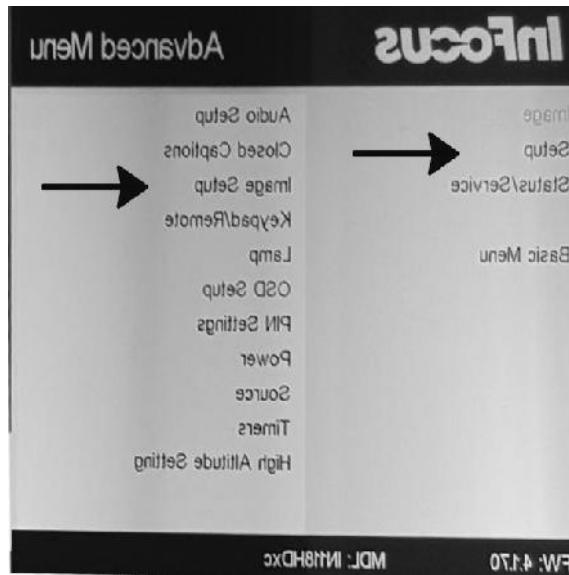 InFocus
Advanced Menu
Image
Setup
Status/Service
Basic Menu
Audio Setup
Closed Captions
Image Setup
Keypad/Remote
Lamp
OSD Setup
PIN Settings
Power
Source
Timers
High Altitude Setting
FW: 4.1.70
MDL: IN118HDxc